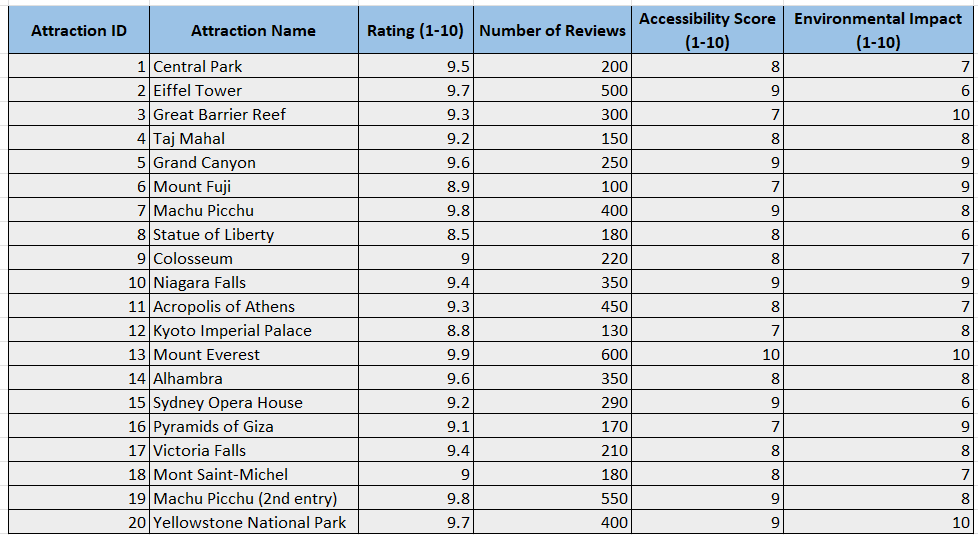 Attraction ID Attraction Name Rating (1-10) Number of Reviews Accessibility Score (1-10) Environmental Impact (1-10)
1 Central Park 9.5 200 8 7
2 Eiffel Tower 9.7 500 9 6
3 Great Barrier Reef 9.3 300 7 10
4 Taj Mahal 9.2 150 8 8
5 Grand Canyon 9.6 250 9 9
6 Mount Fuji 8.9 100 7 9
7 Machu Picchu 9.8 400 9 8
8 Statue of Liberty 8.5 180 8 6
9 Colosseum 9 220 8 7
10 Niagara Falls 9.4 350 9 9
11 Acropolis of Athens 9.3 450 8 7
12 Kyoto Imperial Palace 8.8 130 7 8
13 Mount Everest 9.9 600 10 10
14 Alhambra 9.6 350 8 8
15 Sydney Opera House 9.2 290 9 6
16 Pyramids of Giza 9.1 170 7 9
17 Victoria Falls 9.4 210 8 8
18 Mont Saint-Michel 9 180 8 7
19 Machu Picchu (2nd entry) 9.8 550 9 8
20 Yellowstone National Park 9.7 400 9 10